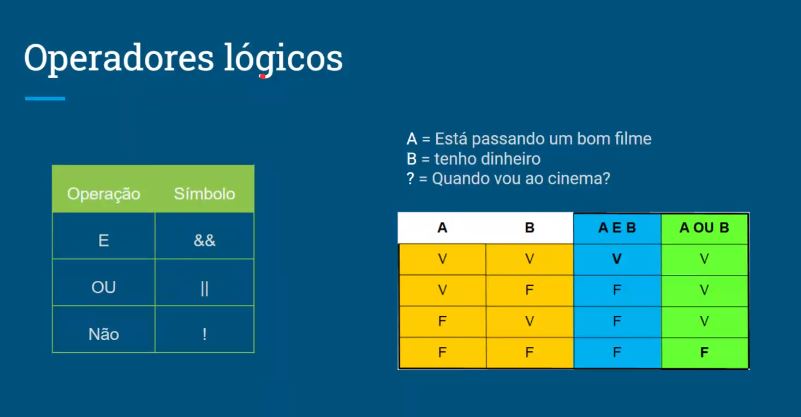 Operadores lógicos
A = Está passando um bom filme
B = tenho dinheiro
? = Quando vou ao cinema?
Operação Símbolo
E &&
OU ||
Não !
A B A E B A OU B
V V V V
V F F V
F V F V
F F F F